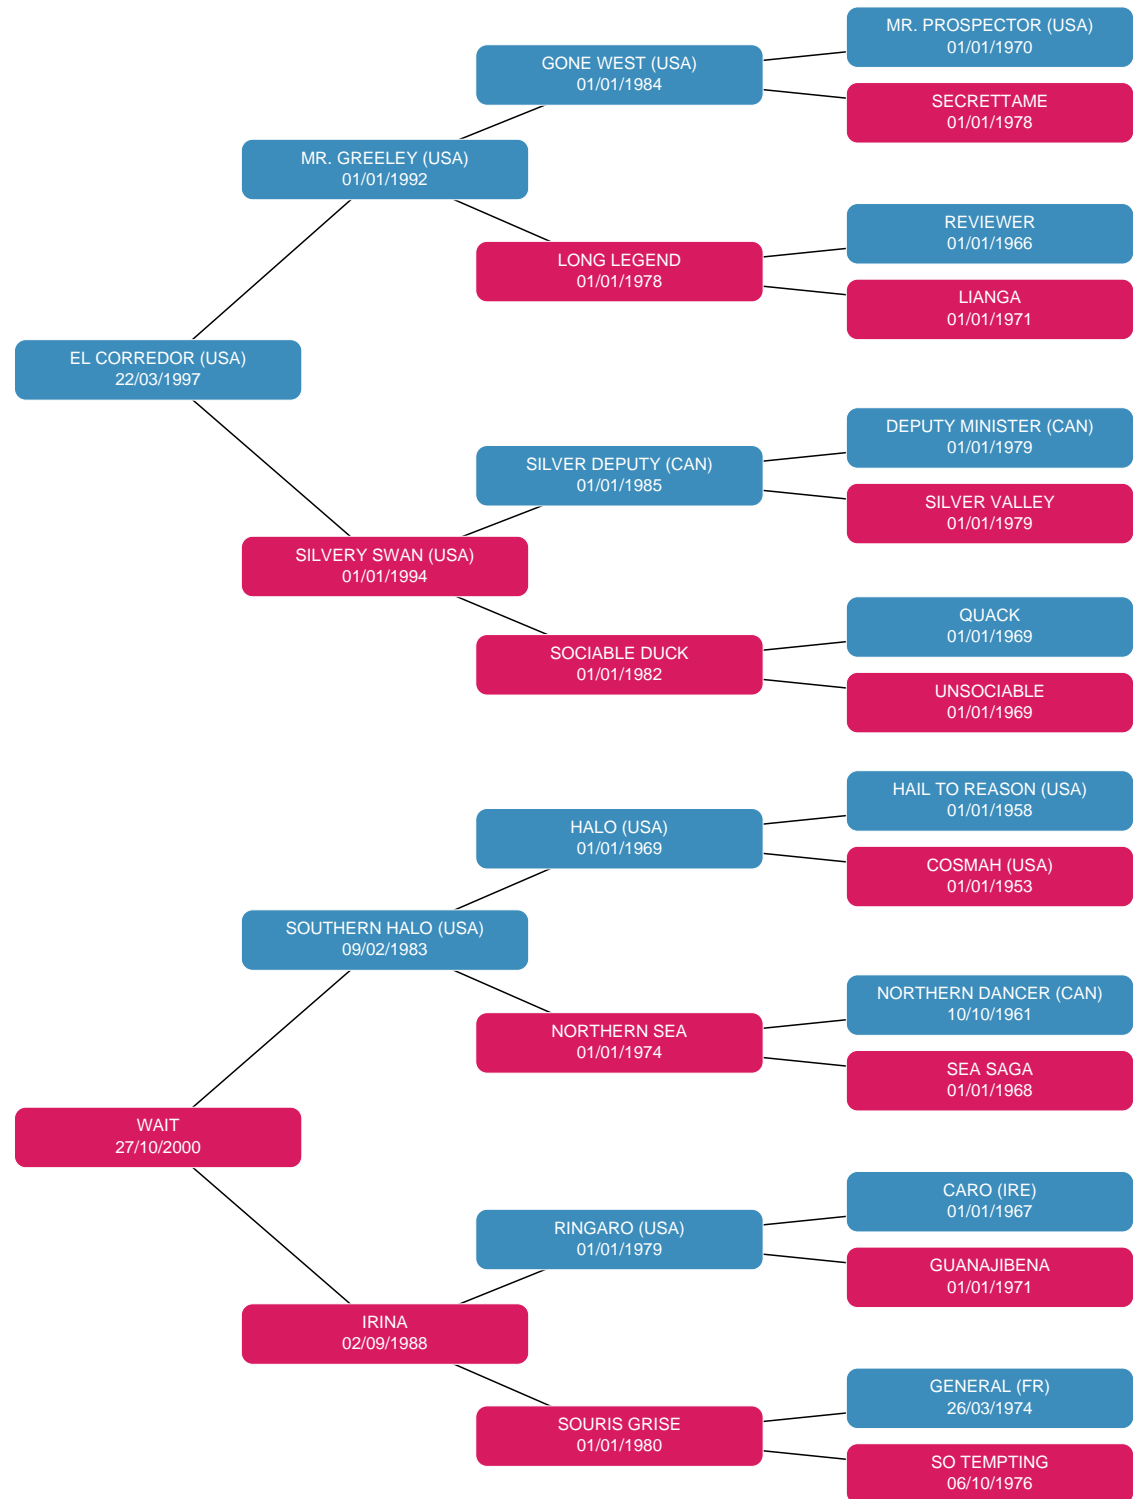 MR. PROSPECTOR (USA)
01/01/1970
GONE WEST (USA)
01/01/1984
SECRETTAME
01/01/1978
MR. GREELEY (USA)
01/01/1992
REVIEWER
01/01/1966
LONG LEGEND
01/01/1978
LIANGA
01/01/1971
EL CORREDOR (USA)
22/03/1997
DEPUTY MINISTER (CAN)
01/01/1979
SILVER DEPUTY (CAN)
01/01/1985
SILVER VALLEY
01/01/1979
SILVERY SWAN (USA)
01/01/1994
QUACK
01/01/1969
SOCIABLE DUCK
01/01/1982
UNSOCIABLE
01/01/1969
HAIL TO REASON (USA)
01/01/1958
HALO (USA)
01/01/1969
COSMAH (USA)
01/01/1953
SOUTHERN HALO (USA)
09/02/1983
NORTHERN DANCER (CAN)
10/10/1961
NORTHERN SEA
01/01/1974
SEA SAGA
01/01/1968
WAIT
27/10/2000
CARO (IRE)
01/01/1967
RINGARO (USA)
01/01/1979
GUANAJIBENA
01/01/1971
IRINA
02/09/1988
GENERAL (FR)
26/03/1974
SOURIS GRISE
01/01/1980
SO TEMPTING
06/10/1976